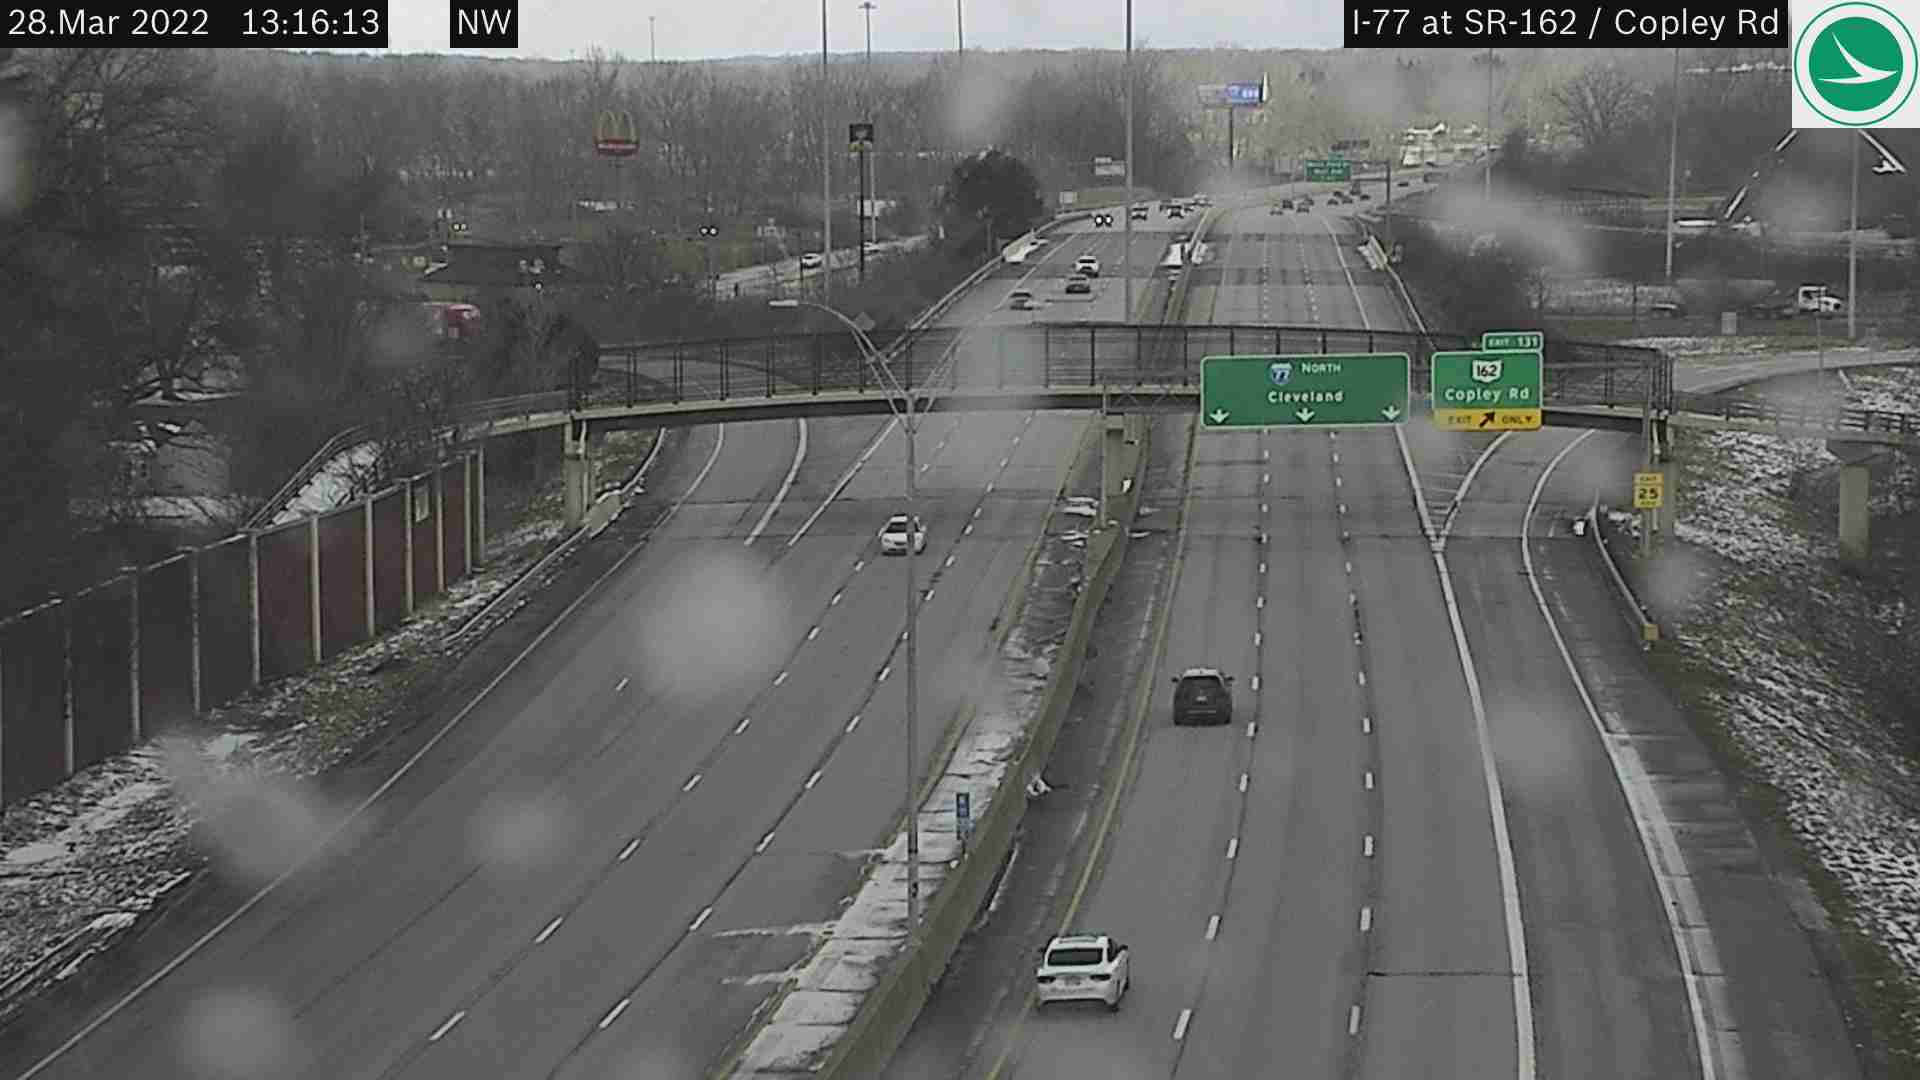 28.Mar 2022 13:16:13
NW
I-77 at SR-162 / Copley Rd
EXIT 131
77 NORTH
Cleveland
162
Copley Rd
EXIT ONLY
EXIT
25